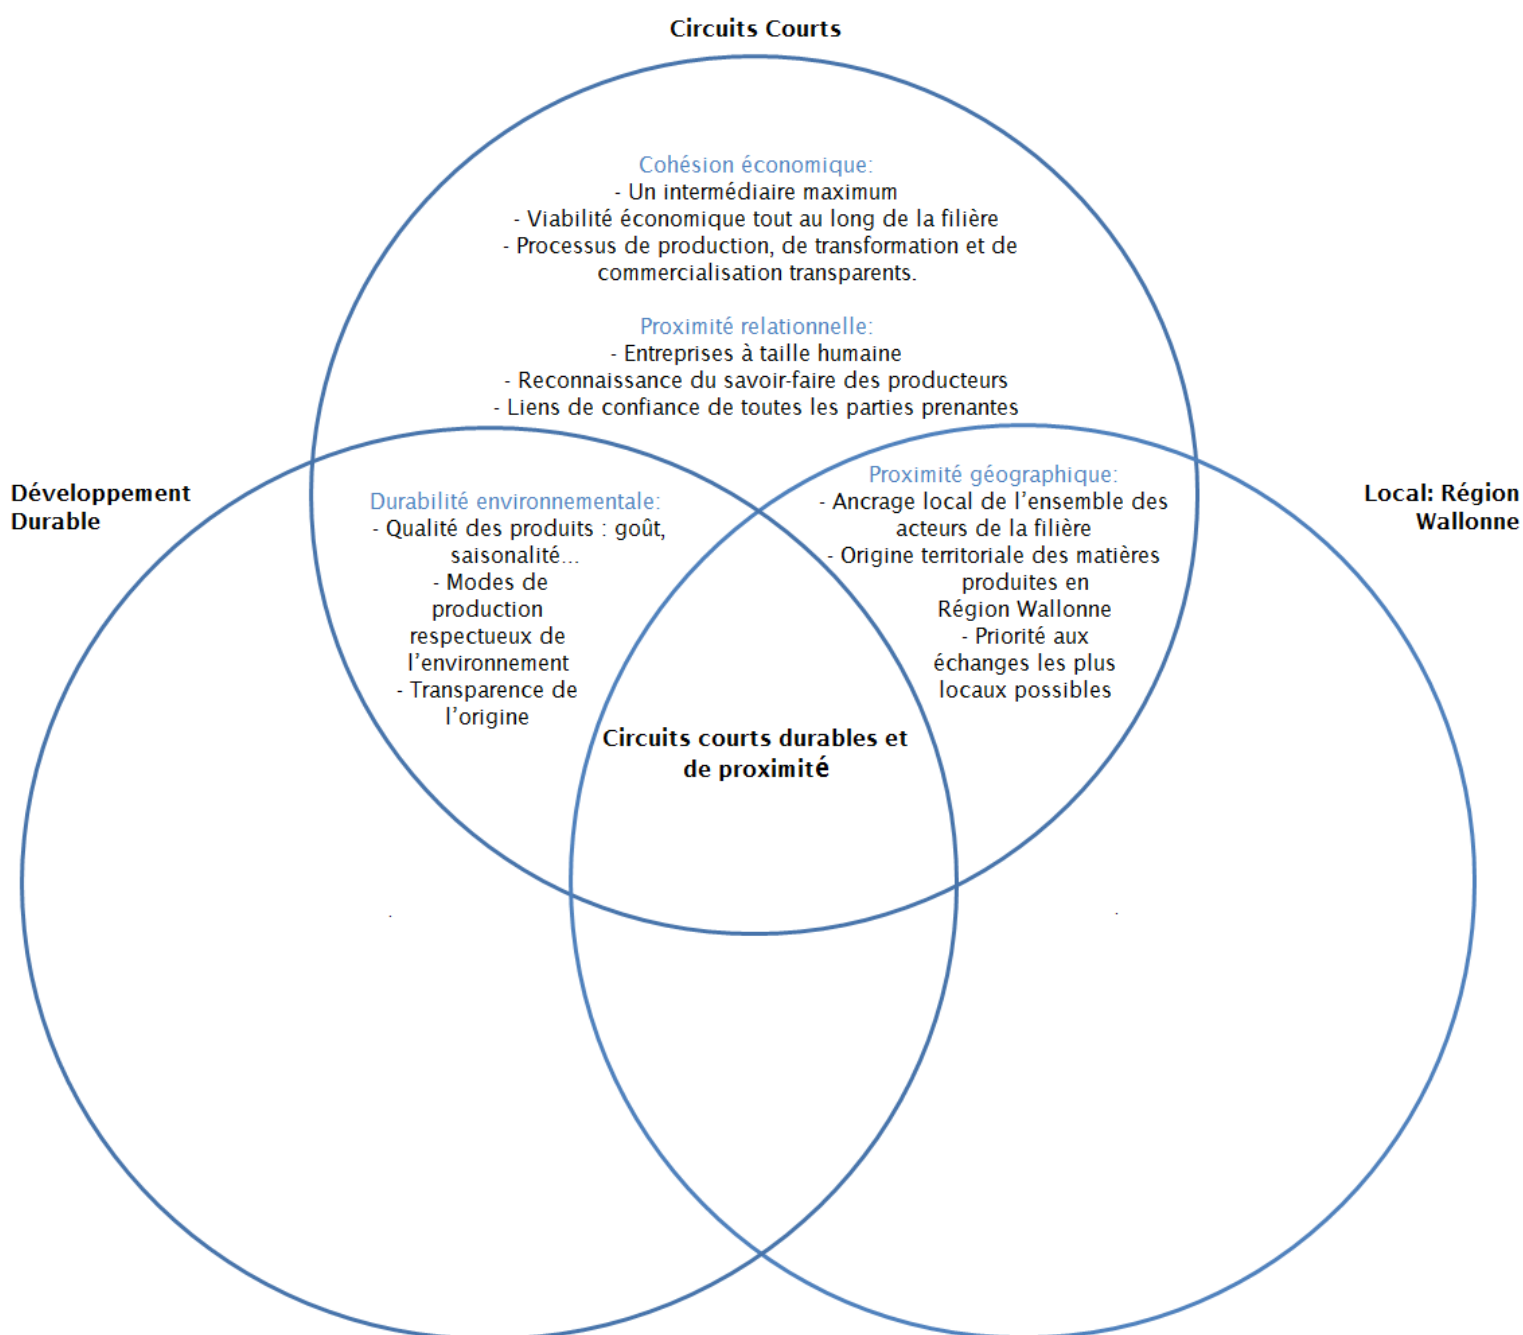 Circuits Courts
Cohésion économique:
- Un intermédiaire maximum
- Viabilité économique tout au long de la filière
- Processus de production, de transformation et de
commercialisation transparents.
Proximité relationnelle:
- Entreprises à taille humaine
- Reconnaissance du savoir-faire des producteurs
- Liens de confiance de toutes les parties prenantes
Développement
Durable
Durabilité environnementale:
- Qualité des produits : goût,
saisonalité...
- Modes de
production
respectueux de
l'environnement
- Transparence de
l'origine
Proximité géographique:
- Ancrage local de l'ensemble des
acteurs de la filière
- Origine territoriale des matières
produites en
Région Wallonne
- Priorité aux
échanges les plus
locaux possibles
Local: Région
Wallonne
Circuits courts durables et
de proximité